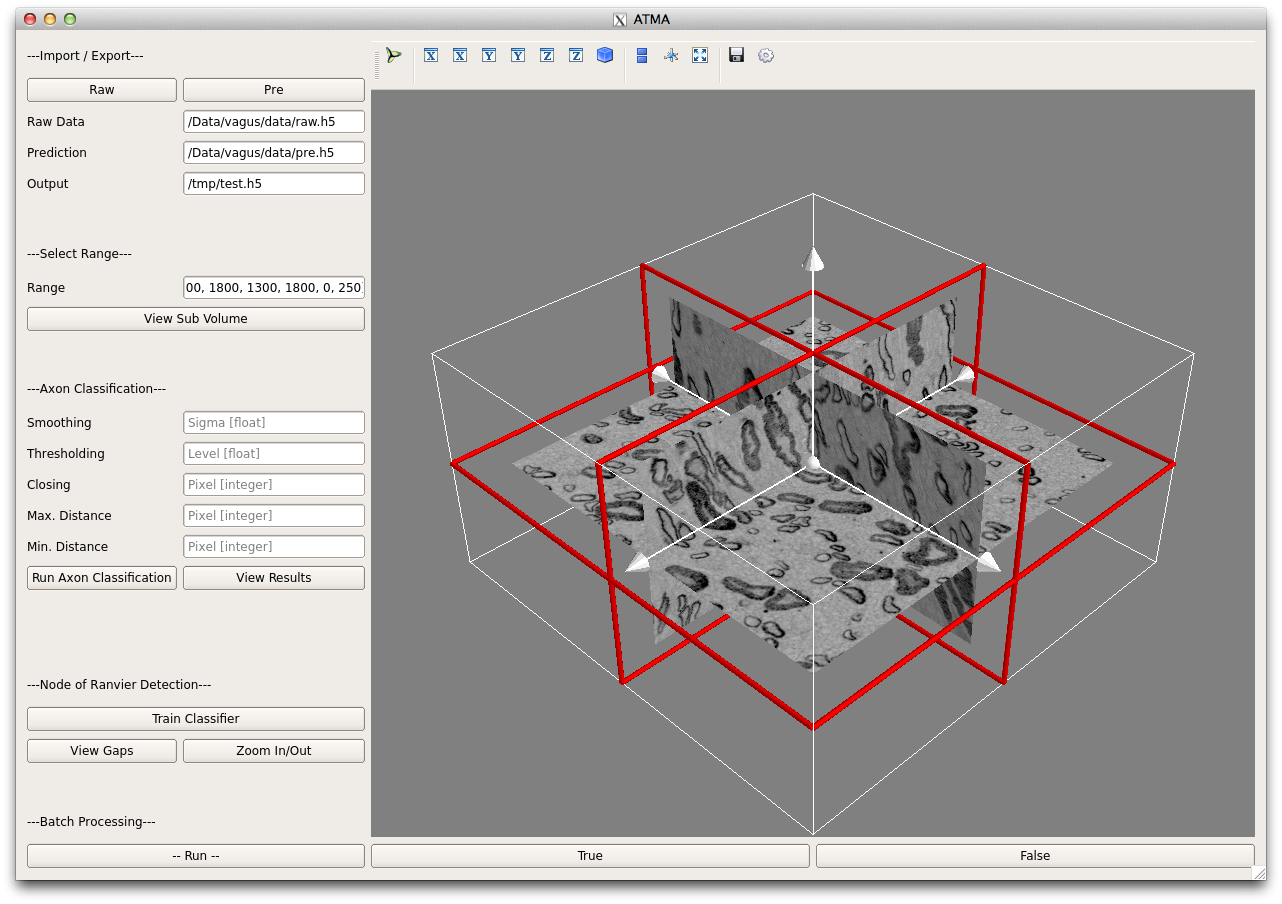 ATMA
---Import / Export---
Raw Pre
Raw Data /Data/vagus/data/raw.h5
Prediction /Data/vagus/data/pre.h5
Output /tmp/test.h5
---Select Range---
Range 00, 1800, 1300, 1800, 0, 250
View Sub Volume
---Axon Classification---
Smoothing Sigma [float]
Thresholding Level [float]
Closing Pixel [integer]
Max. Distance Pixel [integer]
Min. Distance Pixel [integer]
Run Axon Classification View Results
---Node of Ranvier Detection---
Train Classifier
View Gaps Zoom In/Out
---Batch Processing---
-- Run --
X X Y Y Z Z
True False